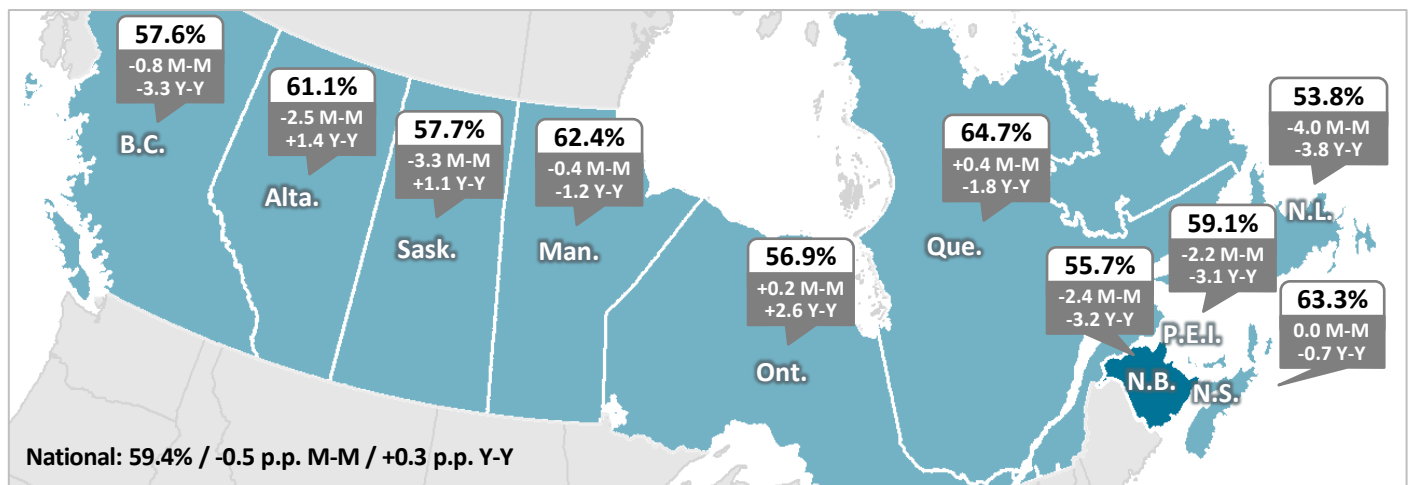 57.6%
-0.8 M-M
-3.3 Y-Y
B.C.
61.1%
-2.5 M-M
+1.4 Y-Y
Alta.
57.7%
-3.3 M-M
+1.1 Y-Y
Sask.
62.4%
-0.4 M-M
-1.2 Y-Y
Man.
56.9%
+0.2 M-M
+2.6 Y-Y
Ont.
64.7%
+0.4 M-M
-1.8 Y-Y
Que.
53.8%
-4.0 M-M
-3.8 Y-Y
N.L.
59.1%
-2.2 M-M
-3.1 Y-Y
P.E.I.
55.7%
-2.4 M-M
-3.2 Y-Y
N.B.
63.3%
0.0 M-M
-0.7 Y-Y
N.S.
National: 59.4% / -0.5 p.p. M-M / +0.3 p.p. Y-Y